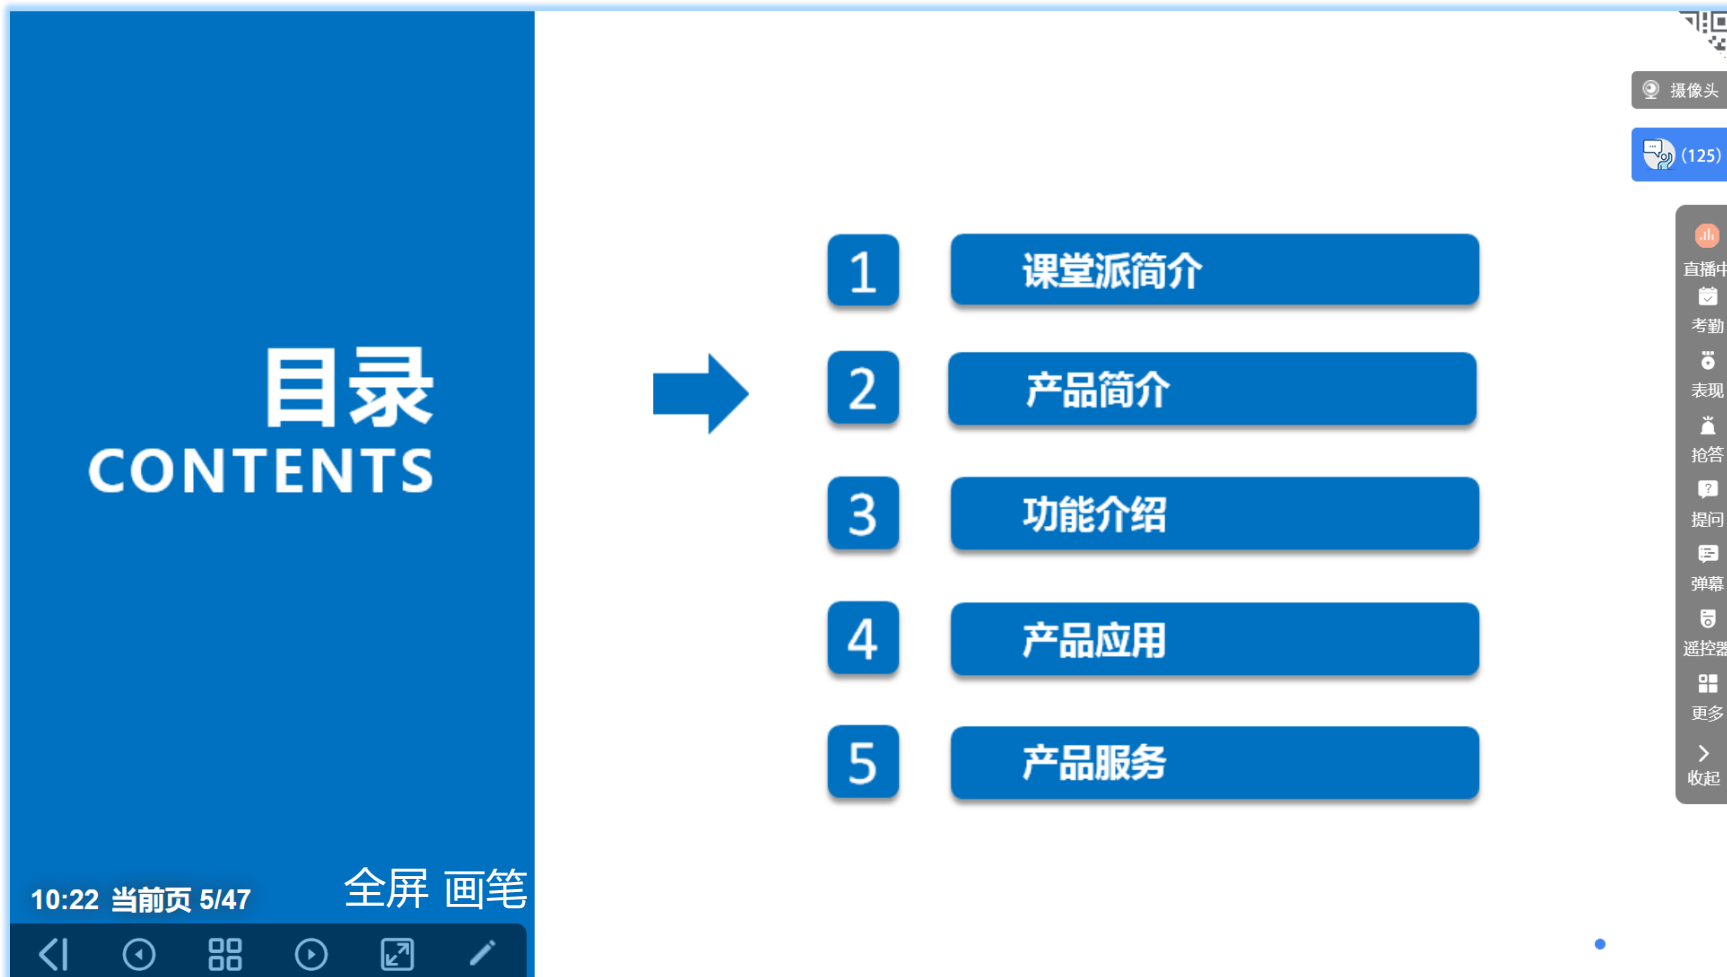 目录
CONTENTS
1 课堂派简介
2 产品简介
3 功能介绍
4 产品应用
5 产品服务
摄像头
(125)
直播中
考勤
表现
抢答
提问
弹幕
遥控器
更多
收起
全屏 画笔
10:22 当前页 5/47